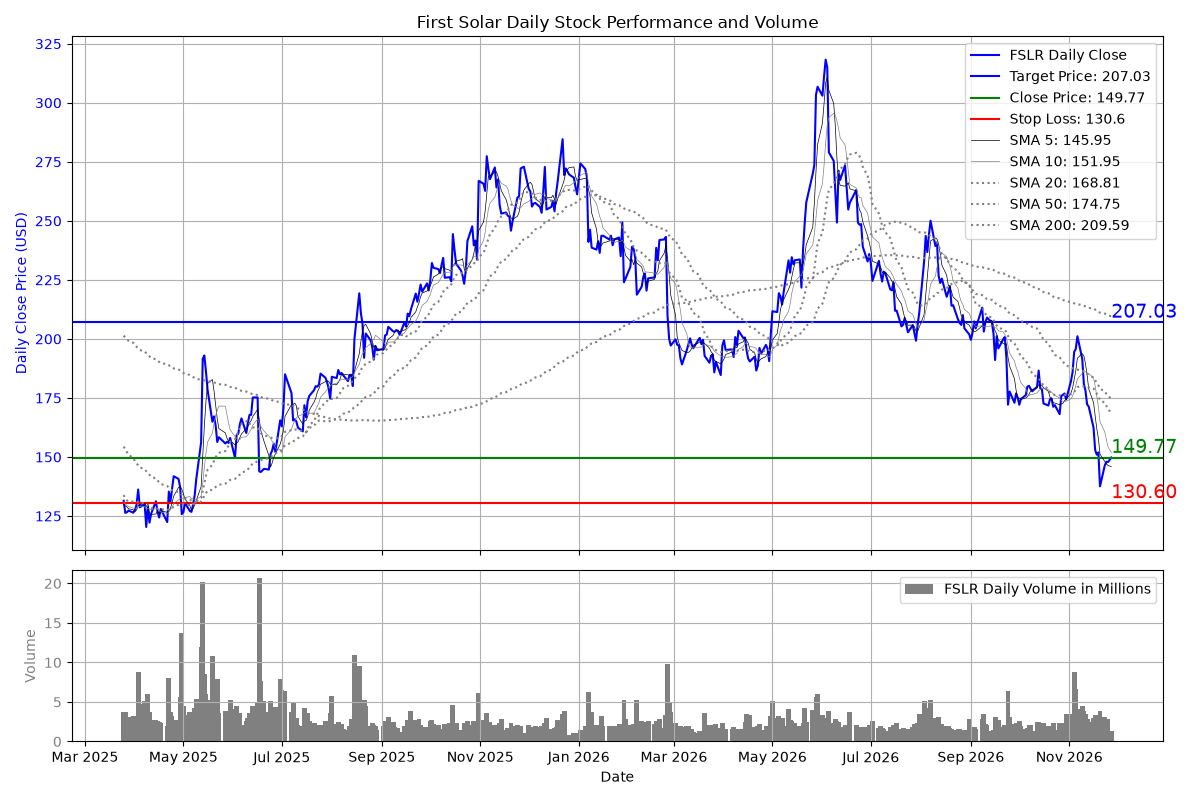 First Solar Daily Stock Performance and Volume
Daily Close Price (USD)
325
300
275
250
225
200
175
150
125
FSLR Daily Close
Target Price: 207.03
Close Price: 149.77
Stop Loss: 130.6
SMA 5: 145.95
SMA 10: 151.95
SMA 20: 168.81
SMA 50: 174.75
SMA 200: 209.59
207.03
149.77
130.60
Volume
20
15
10
5
0
FSLR Daily Volume in Millions
Mar 2025 May 2025 Jul 2025 Sep 2025 Nov 2025 Jan 2026 Mar 2026 May 2026 Jul 2026 Sep 2026 Nov 2026
Date